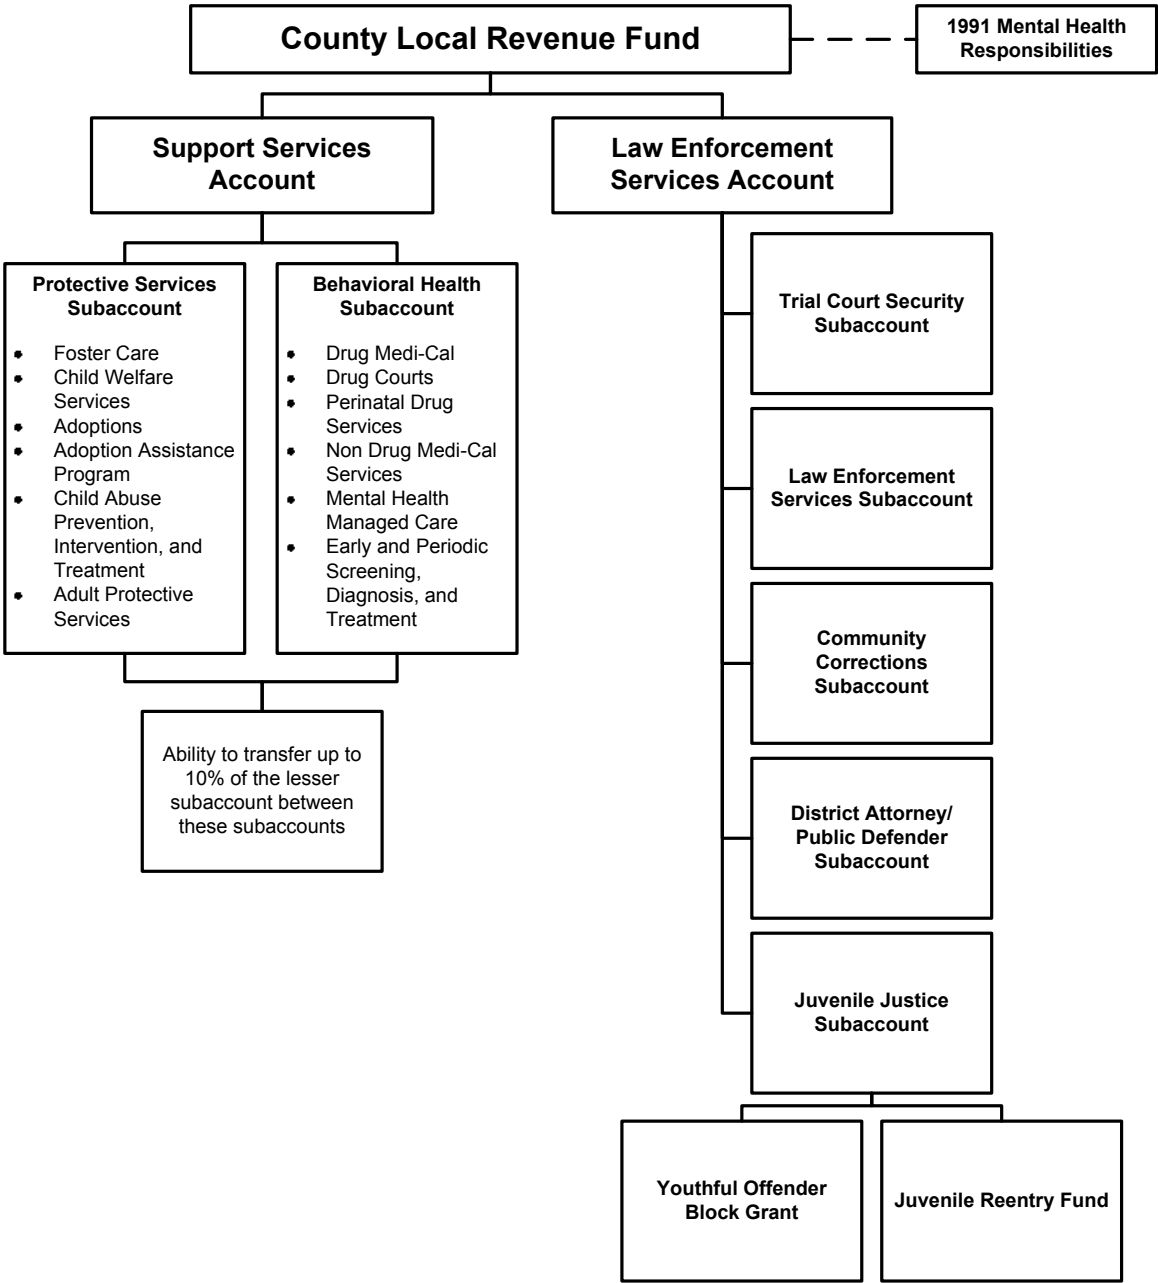 County Local Revenue Fund
1991 Mental Health
Responsibilities
Support Services
Account
Law Enforcement
Services Account
Protective Services
Subaccount
• Foster Care
• Child Welfare
Services
• Adoptions
• Adoption Assistance
Program
• Child Abuse
Prevention,
Intervention, and
Treatment
• Adult Protective
Services
Behavioral Health
Subaccount
• Drug Medi-Cal
• Drug Courts
• Perinatal Drug
Services
• Non Drug Medi-Cal
Services
• Mental Health
Managed Care
• Early and Periodic
Screening,
Diagnosis, and
Treatment
Ability to transfer up to
10% of the lesser
subaccount between
these subaccounts
Trial Court Security
Subaccount
Law Enforcement
Services Subaccount
Community
Corrections
Subaccount
District Attorney/
Public Defender
Subaccount
Juvenile Justice
Subaccount
Youthful Offender
Block Grant
Juvenile Reentry Fund